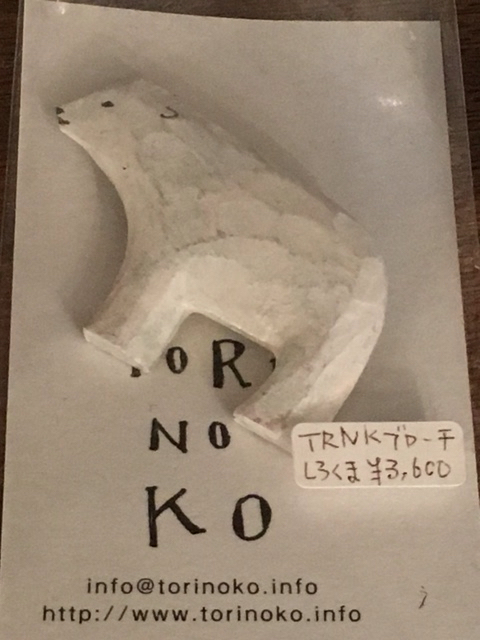 TORI
NO
KO
TRNKブローチ
しろくま ¥3,600
info@torinoko.info
http://www.torinoko.info